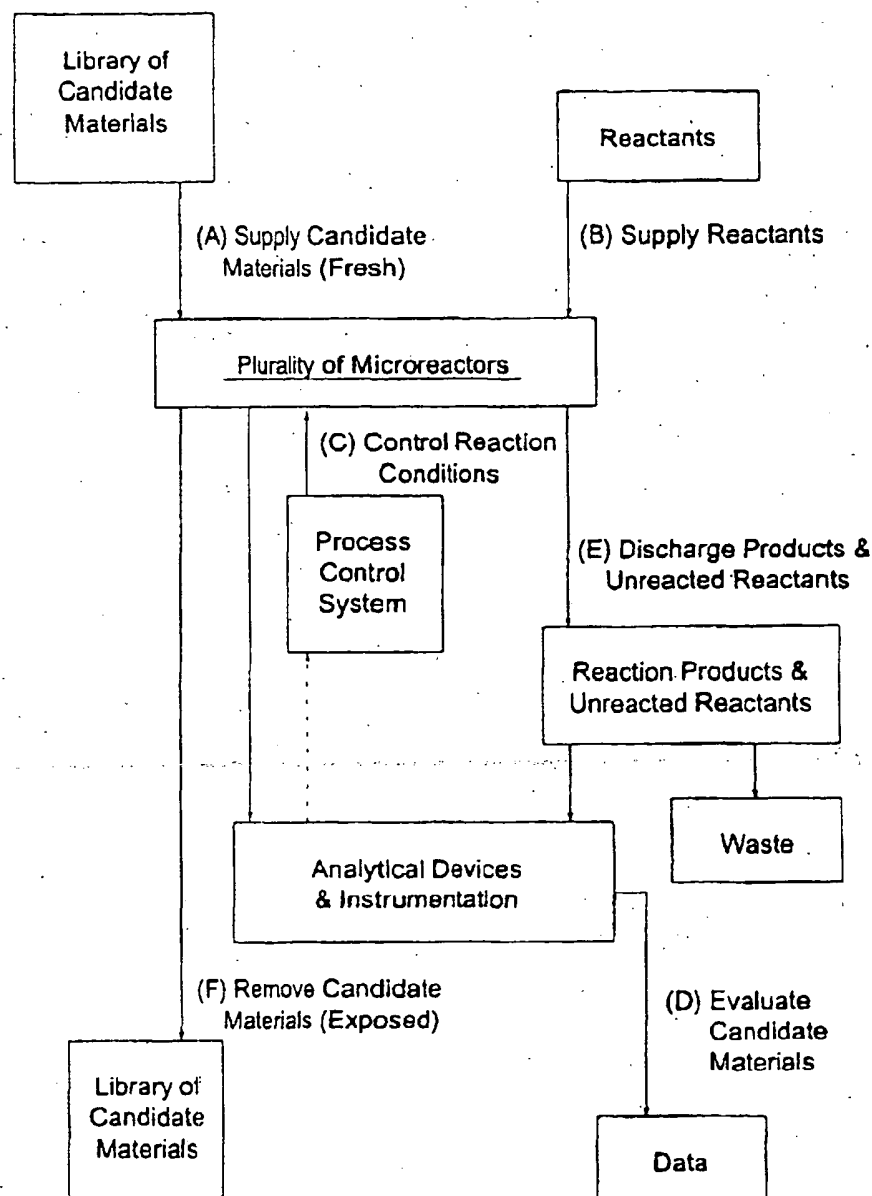 Library of
Candidate
Materials
Reactants
(A) Supply Candidate
Materials (Fresh)
(B) Supply Reactants
Plurality of Microreactors
(C) Control Reaction
Conditions
Process
Control
System
(E) Discharge Products &
Unreacted Reactants
Reaction Products &
Unreacted Reactants
Waste
Analytical Devices
& Instrumentation
(F) Remove Candidate
Materials (Exposed)
(D) Evaluate
Candidate
Materials
Library of
Candidate
Materials
Data